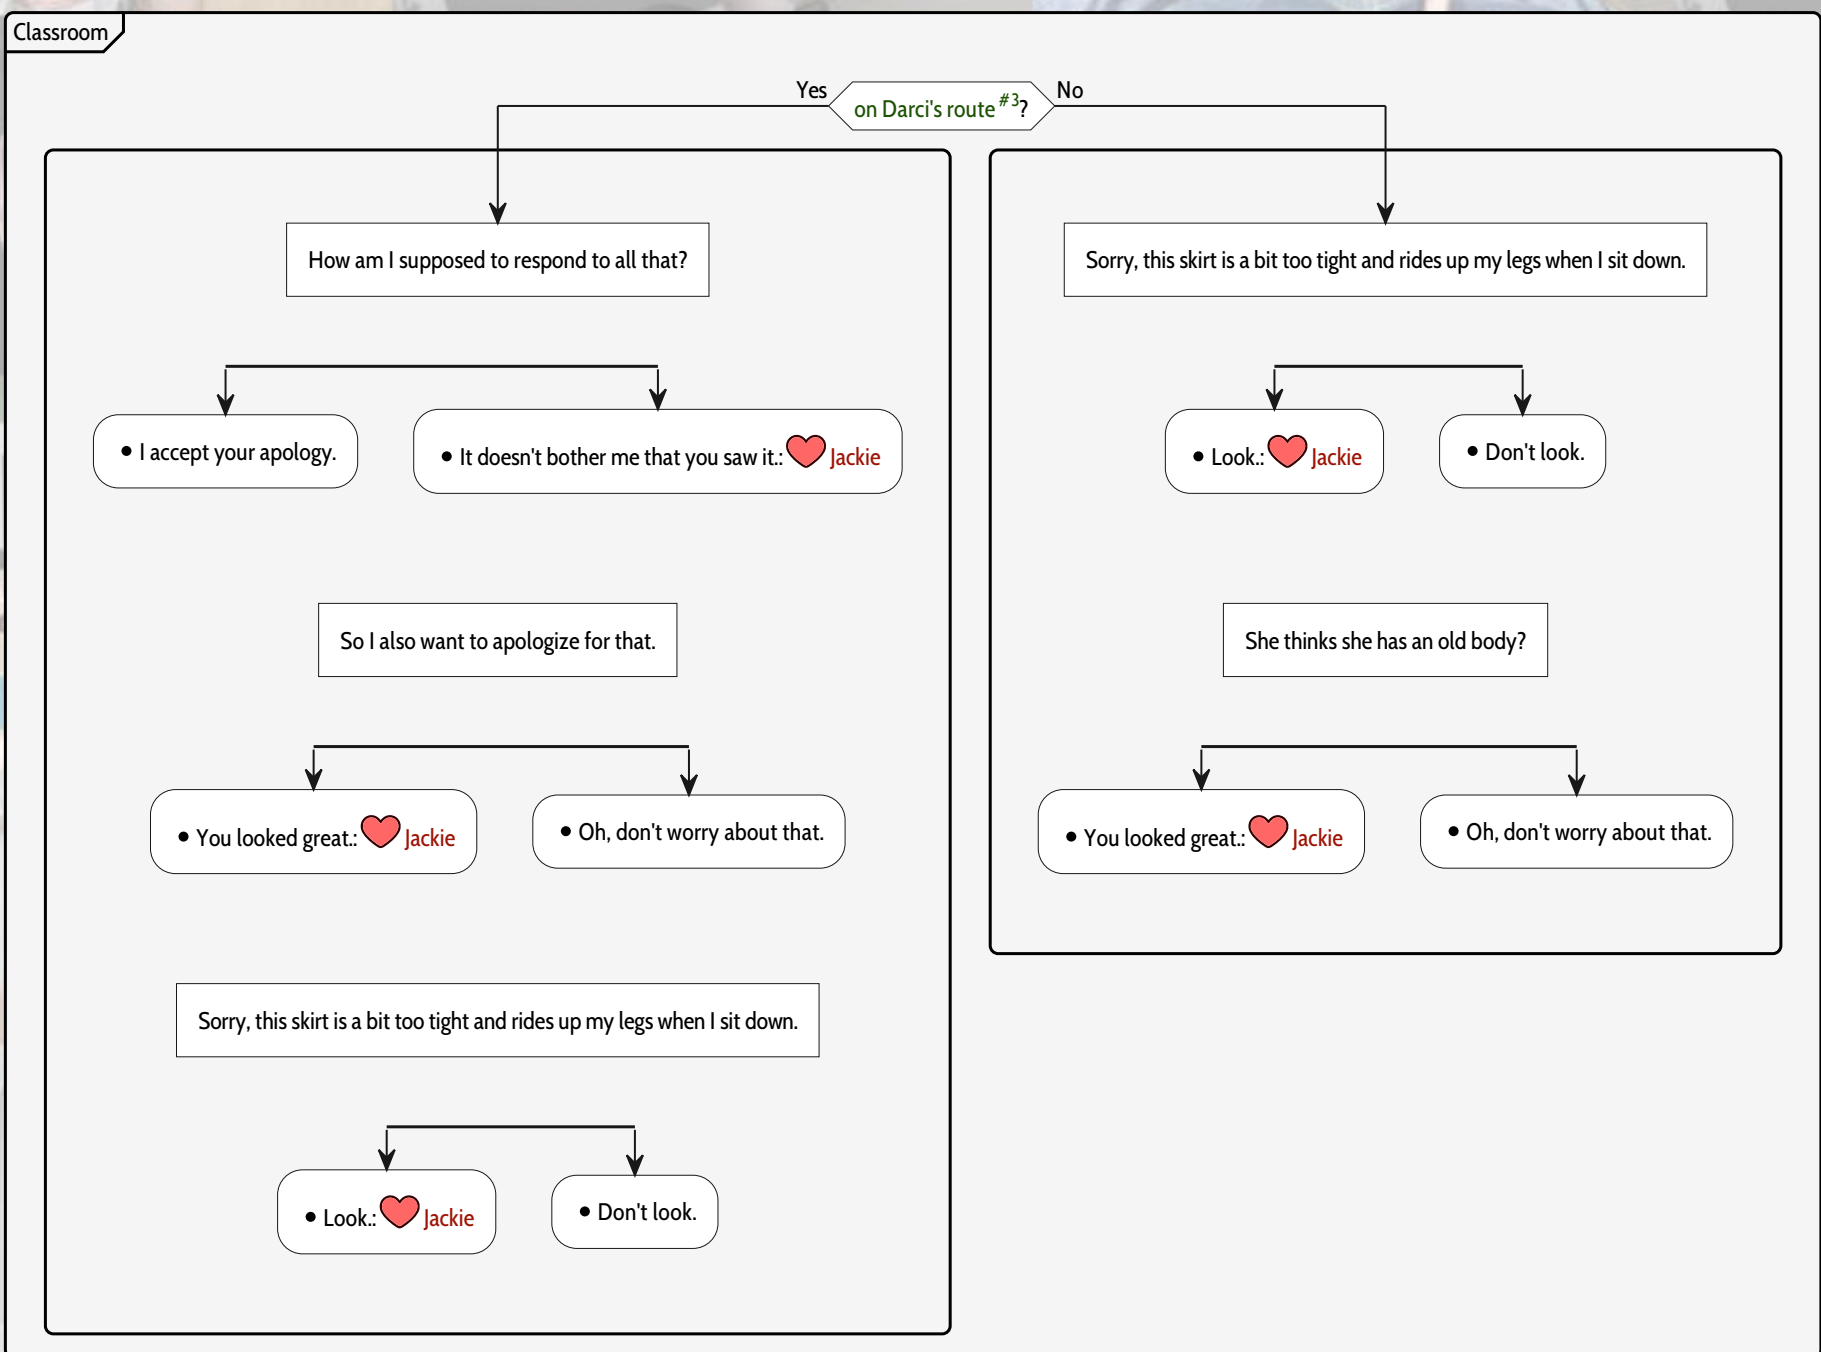 Classroom
Yes
on Darci's route #3?
No
How am I supposed to respond to all that?
• I accept your apology.
• It doesn't bother me that you saw it.: Jackie
So I also want to apologize for that.
• You looked great.: Jackie
• Oh, don't worry about that.
Sorry, this skirt is a bit too tight and rides up my legs when I sit down.
• Look.: Jackie
• Don't look.
Sorry, this skirt is a bit too tight and rides up my legs when I sit down.
• Look.: Jackie
• Don't look.
She thinks she has an old body?
• You looked great.: Jackie
• Oh, don't worry about that.